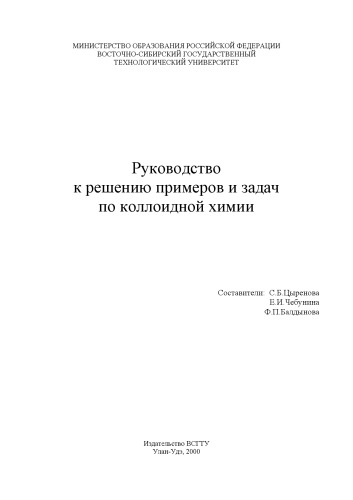 МИНИСТЕРСТВО ОБРАЗОВАНИЯ РОССИЙСКОЙ ФЕДЕРАЦИИ
ВОСТОЧНО-СИБИРСКИЙ ГОСУДАРСТВЕННЫЙ
ТЕХНОЛОГИЧЕСКИЙ УНИВЕРСИТЕТ
Руководство
к решению примеров и задач
по коллоидной химии
Составители: С.Б.Цыренова
Е.И.Чебунина
Ф.П.Балдынова
Издательство ВСГТУ
Улан-Удэ, 2000